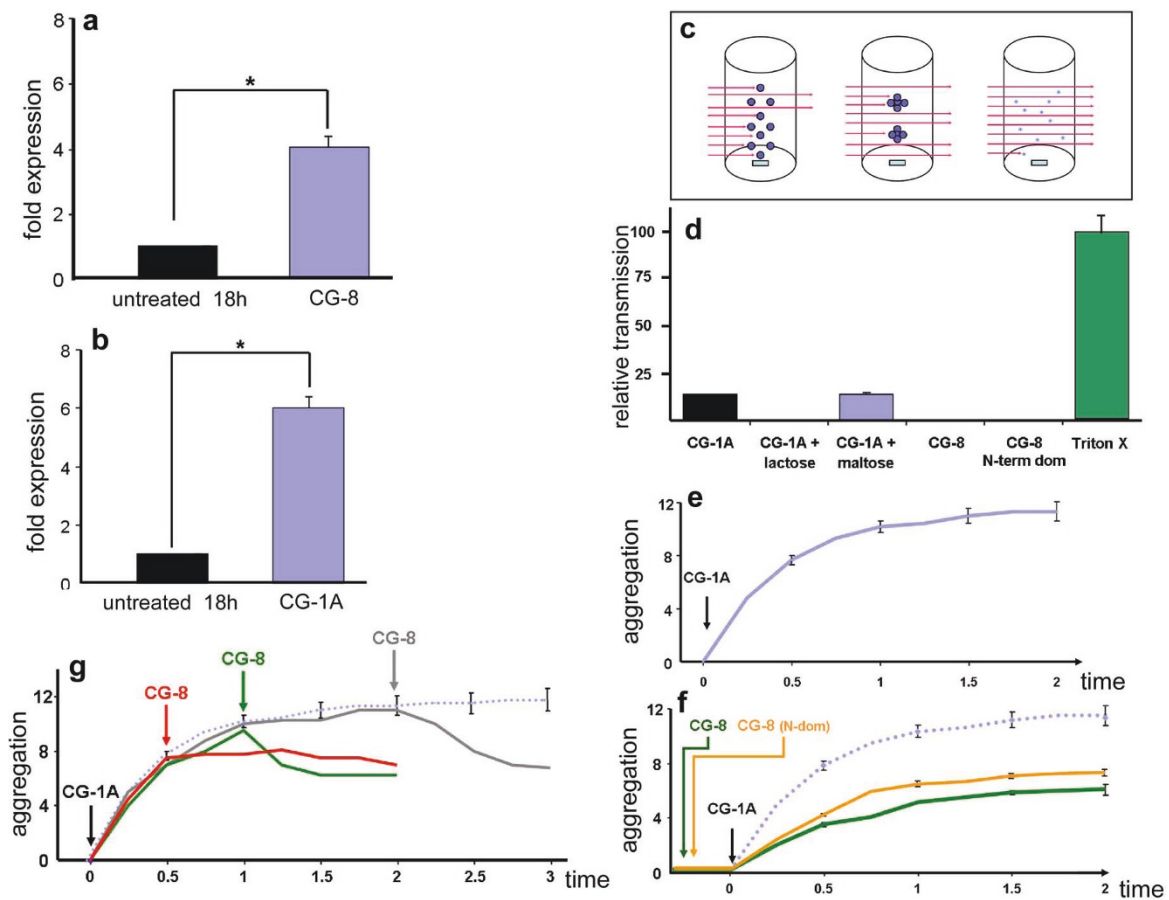 a
fold expression
8
6
4
2
0
*
untreated 18h
CG-8
b
fold expression
8
6
4
2
0
*
untreated 18h
CG-1A
c
d
relative transmission
100
75
50
25
CG-1A
CG-1A +
lactose
CG-1A +
maltose
CG-8
CG-8
N-term dom
Triton X
e
aggregation
12
8
4
0
CG-1A
0
0.5
1
1.5
2
time
f
aggregation
12
8
4
0
CG-8
CG-8 (N-dom)
CG-1A
0
0.5
1
1.5
2
time
g
aggregation
12
8
4
0
CG-1A
CG-8
CG-8
CG-8
0
0.5
1
1.5
2
2.5
3
time